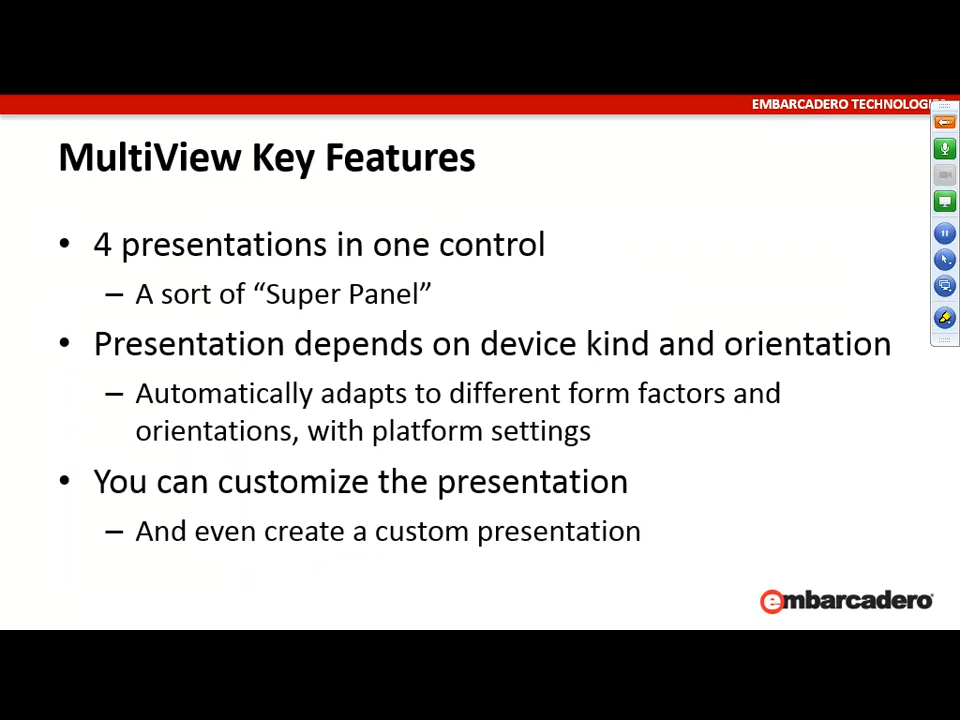 EMBARCADERO TECHNOLOGIES
MultiView Key Features
• 4 presentations in one control
– A sort of “Super Panel”
• Presentation depends on device kind and orientation
– Automatically adapts to different form factors and
orientations, with platform settings
• You can customize the presentation
– And even create a custom presentation
embarcadero